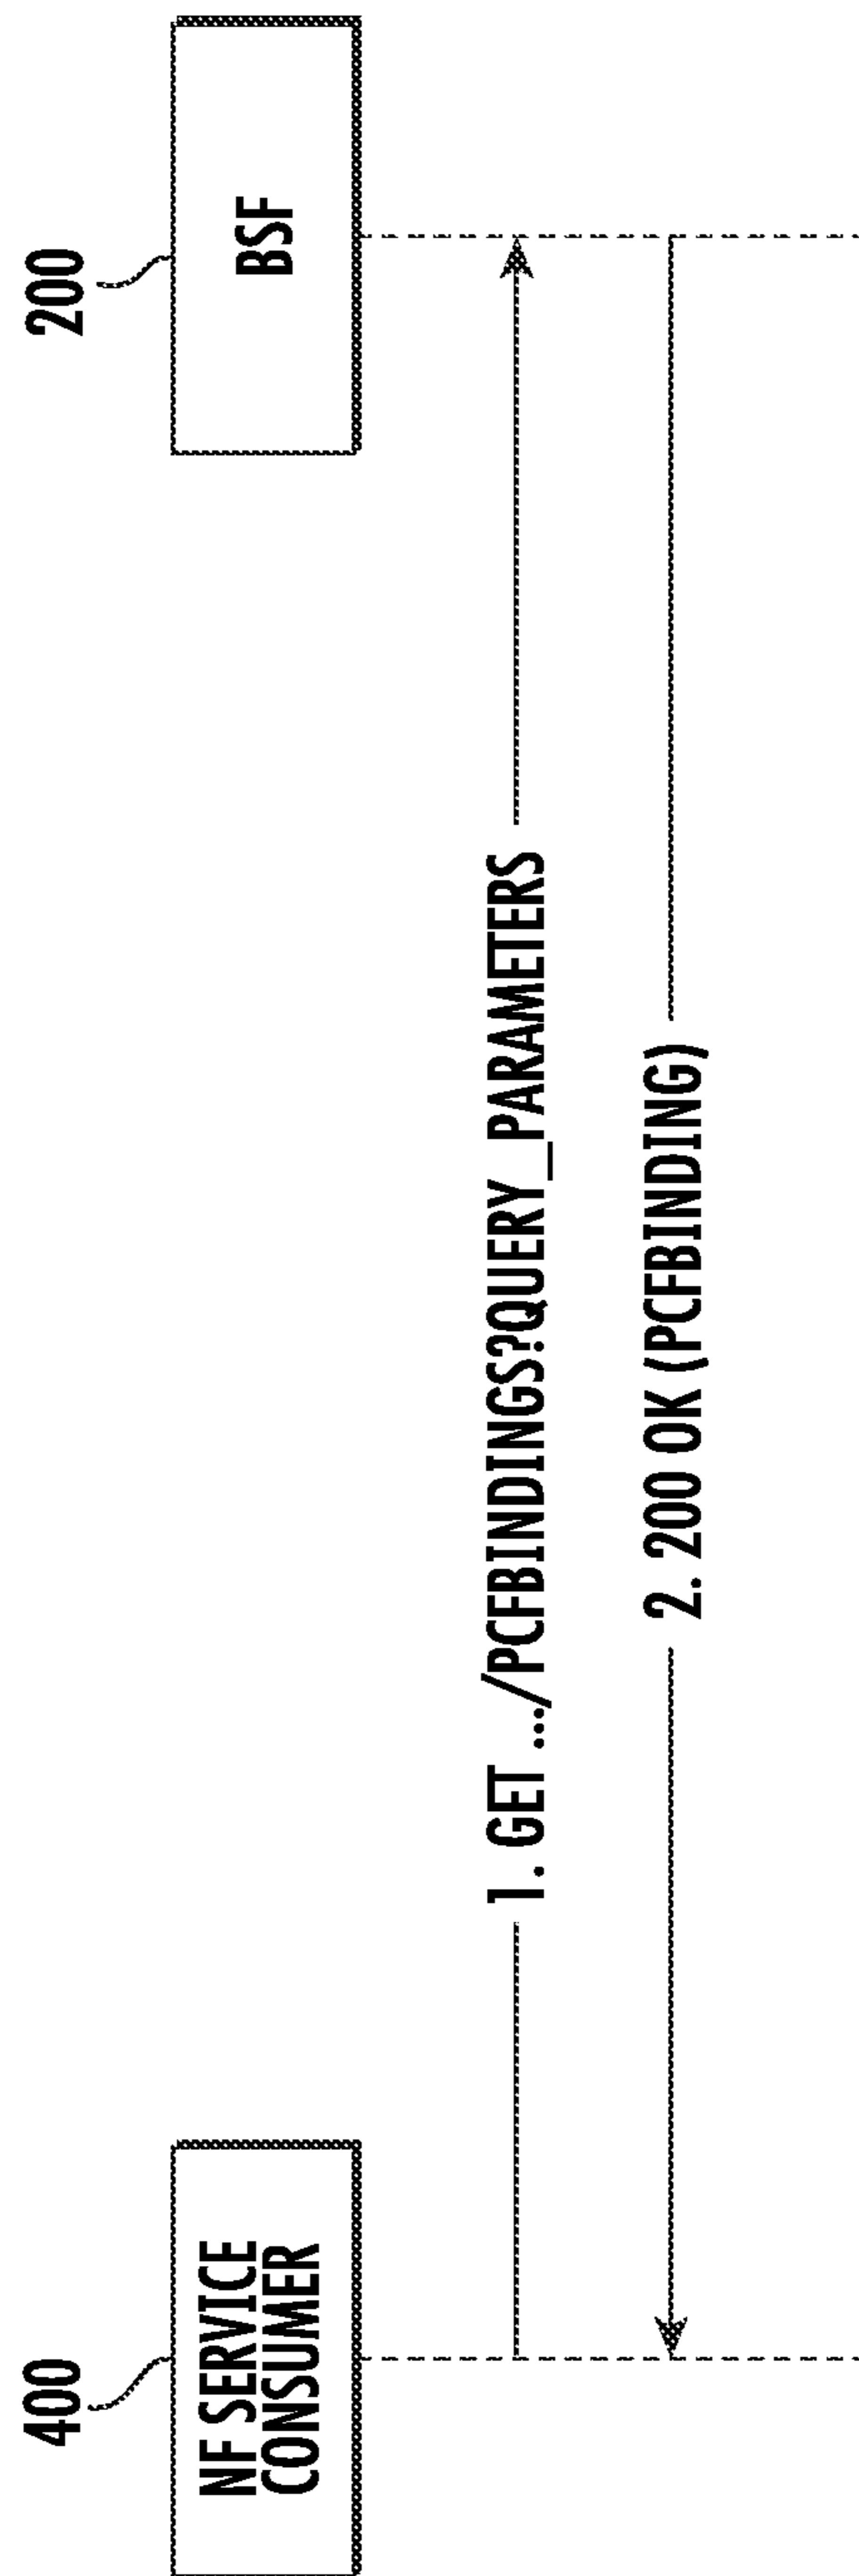 400
NF SERVICE
CONSUMER
200
BSF
1. GET .../PCFBINDINGS?QUERY_PARAMETERS
2. 200 OK (PCFBINDING)